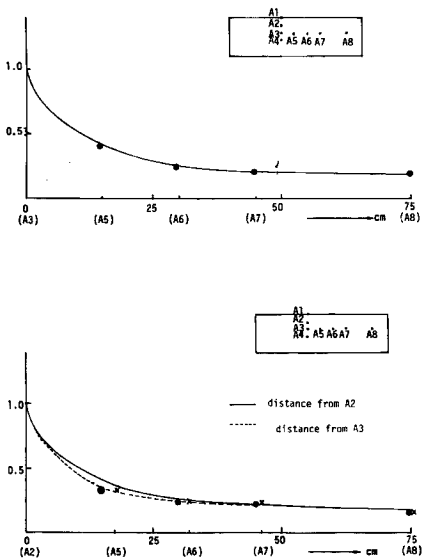 A1
A2
A3
A4 A5 A6 A7 A8
1.0
0.5
0 25 50 75
(A3) (A5) (A6) (A7) cm (A8)
A1
A2
A3
A4 A5 A6A7 A8
distance from A2
distance from A3
1.0
0.5
0 25 50 75
(A2) (A5) (A6) (A7) cm (A8)